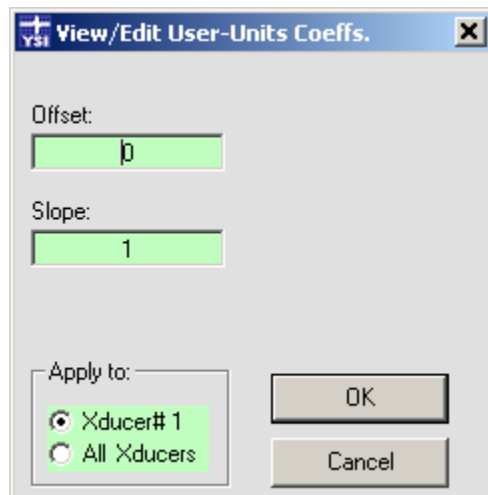 YSI View/Edit User-Units Coeffs.
Offset:
0
Slope:
1
Apply to:
Xducer# 1
All Xducers
OK
Cancel